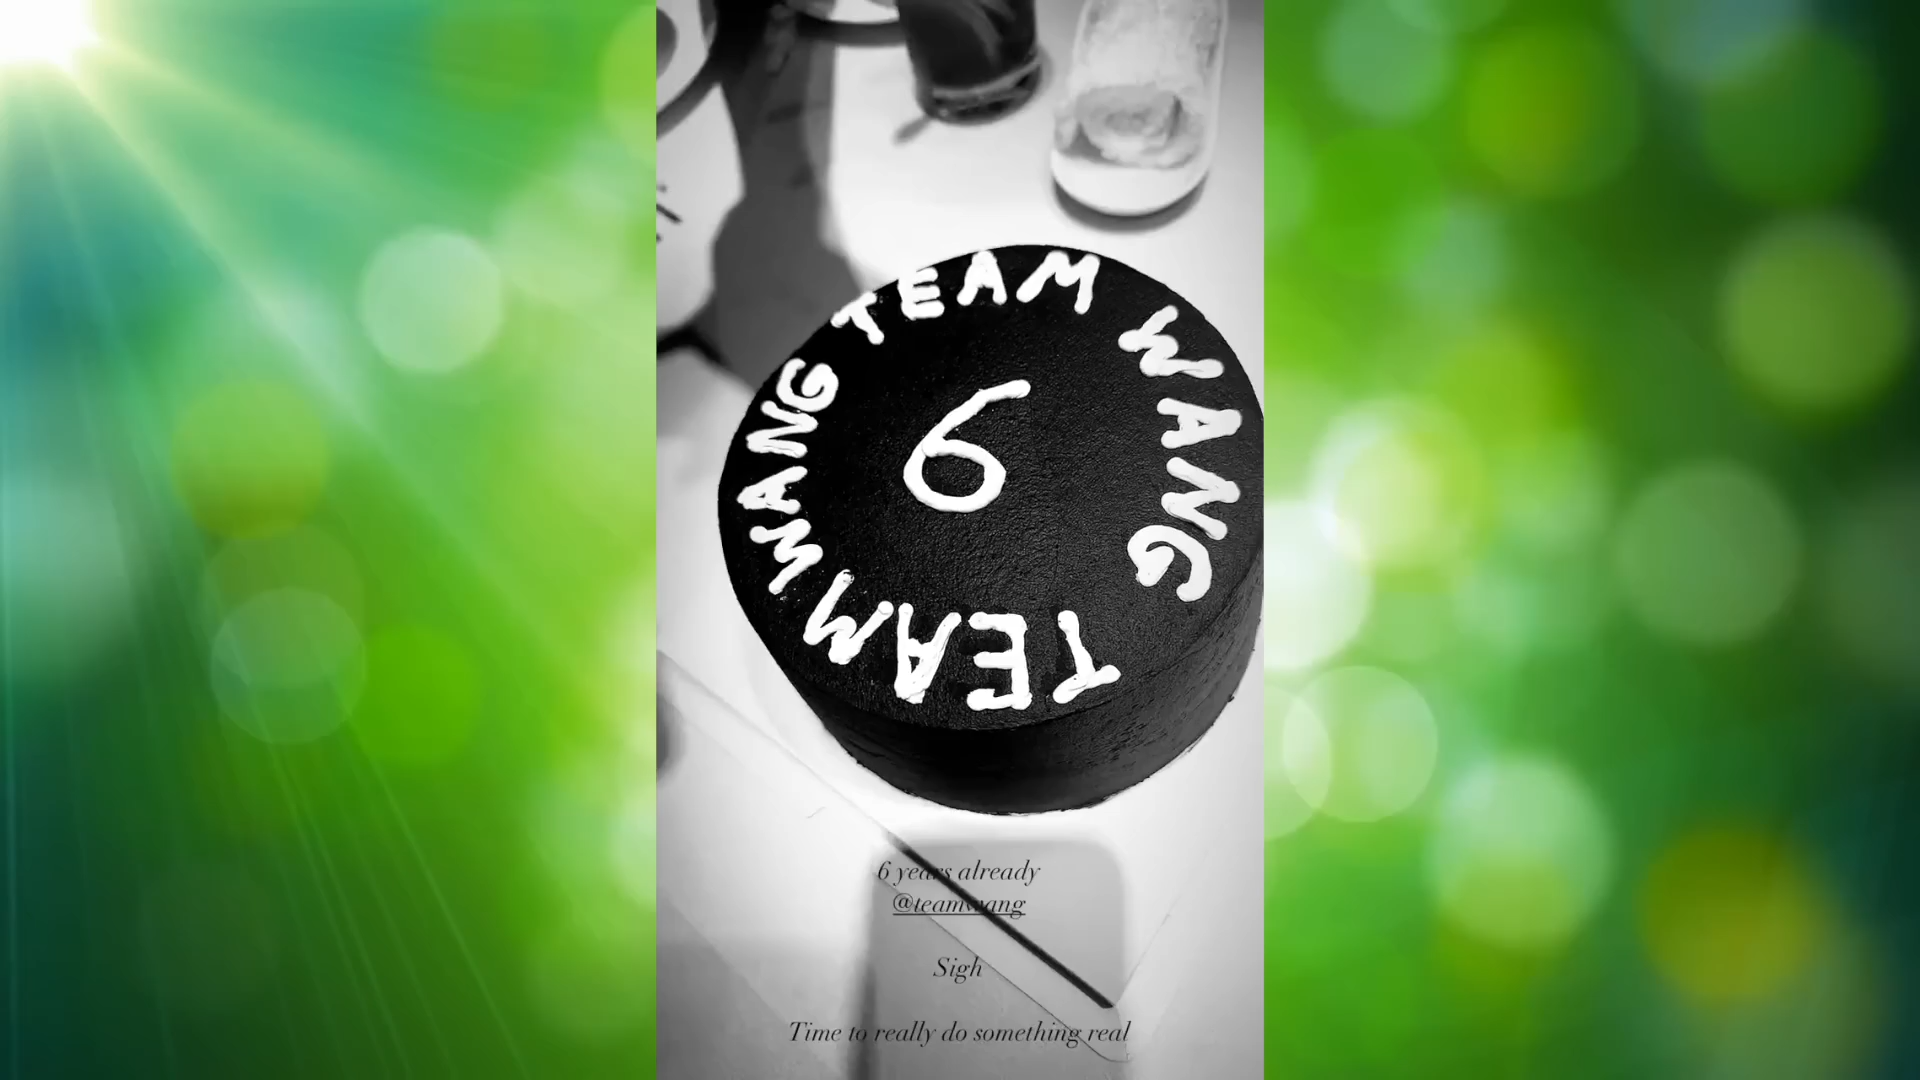 TEAM WANG TEAM WANG
6
6 years already
@teamwang
Sigh
Time to really do something real